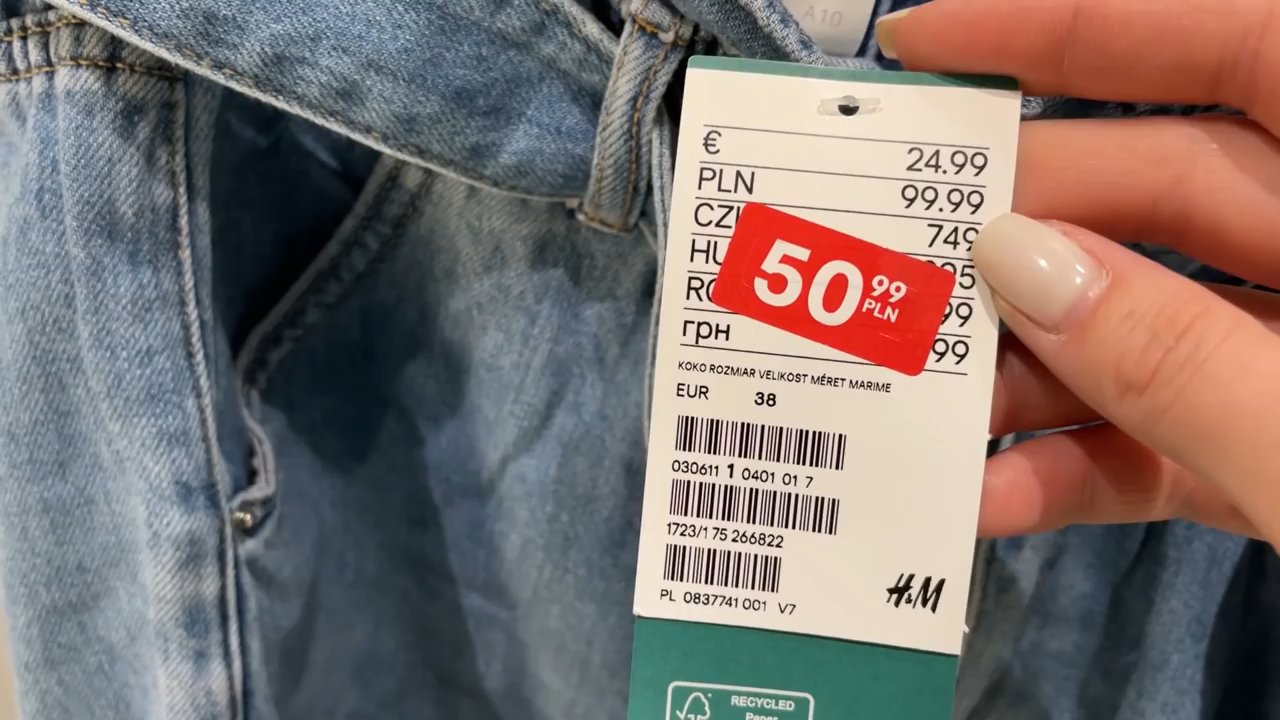 A10
€ 24.99
PLN 99.99
749
50 99 PLN
грн 99
KOKO ROZMIAR VELIKOST MÉRET MARIME
EUR 38
030611 1 0401 01 7
1723/1 75 266822
PL 0837741 001 V7
H&M
RECYCLED
Paper